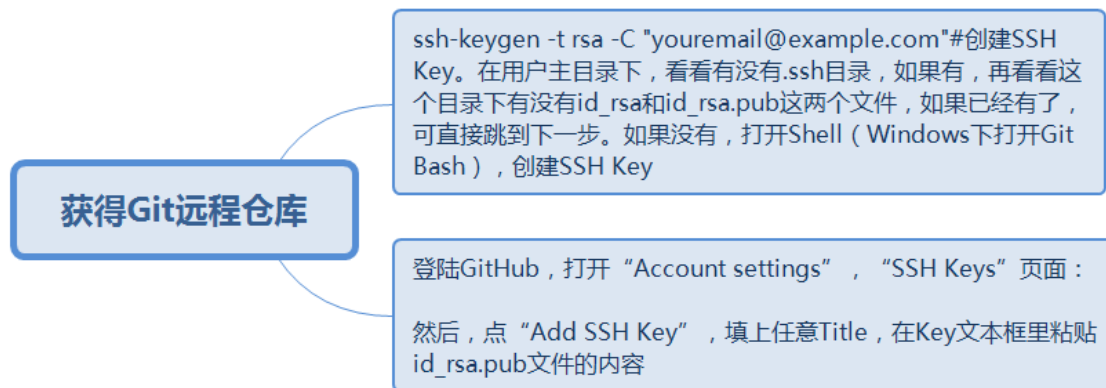 ssh-keygen -t rsa -C "youremail@example.com"#创建SSH
Key。在用户主目录下，看看有没有.ssh目录，如果有，再看看这
个目录下有没有id_rsa和id_rsa.pub这两个文件，如果已经有了，
可直接跳到下一步。如果没有，打开Shell（Windows下打开Git
Bash），创建SSH Key
获得Git远程仓库
登陆GitHub，打开“Account settings”，“SSH Keys”页面：
然后，点“Add SSH Key”，填上任意Title，在Key文本框里粘贴
id_rsa.pub文件的内容